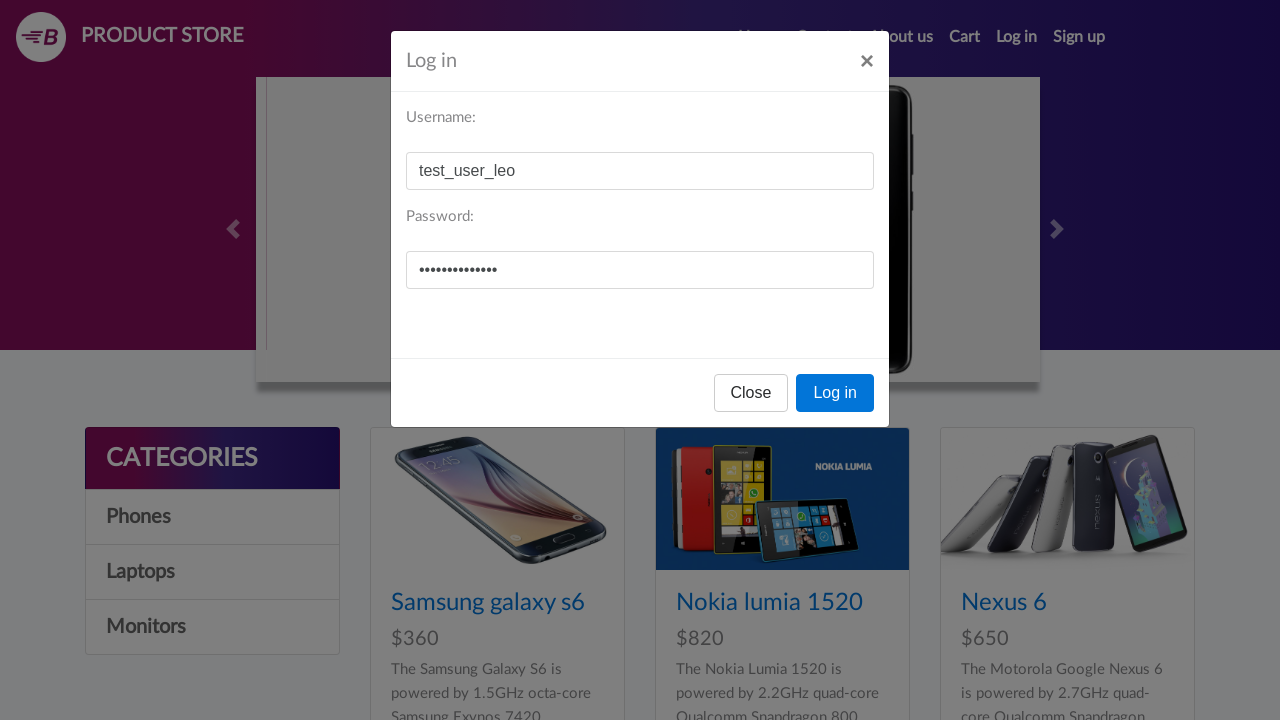 PRODUCT STORE
About us Cart Log in Sign up
Log in ×
Username:
test_user_leo
Password:
••••••••••••••
Close Log in
CATEGORIES
Phones
Laptops
Monitors
NOKIA LUMIA
Samsung galaxy s6
$360
The Samsung Galaxy S6 is
powered by 1.5GHz octa-core
Samsung Exynos 7420
Nokia lumia 1520
$820
The Nokia Lumia 1520 is
powered by 2.2GHz quad-core
Qualcomm Snapdragon 800
Nexus 6
$650
The Motorola Google Nexus 6
is powered by 2.7GHz quad-
core Qualcomm Snapdragon